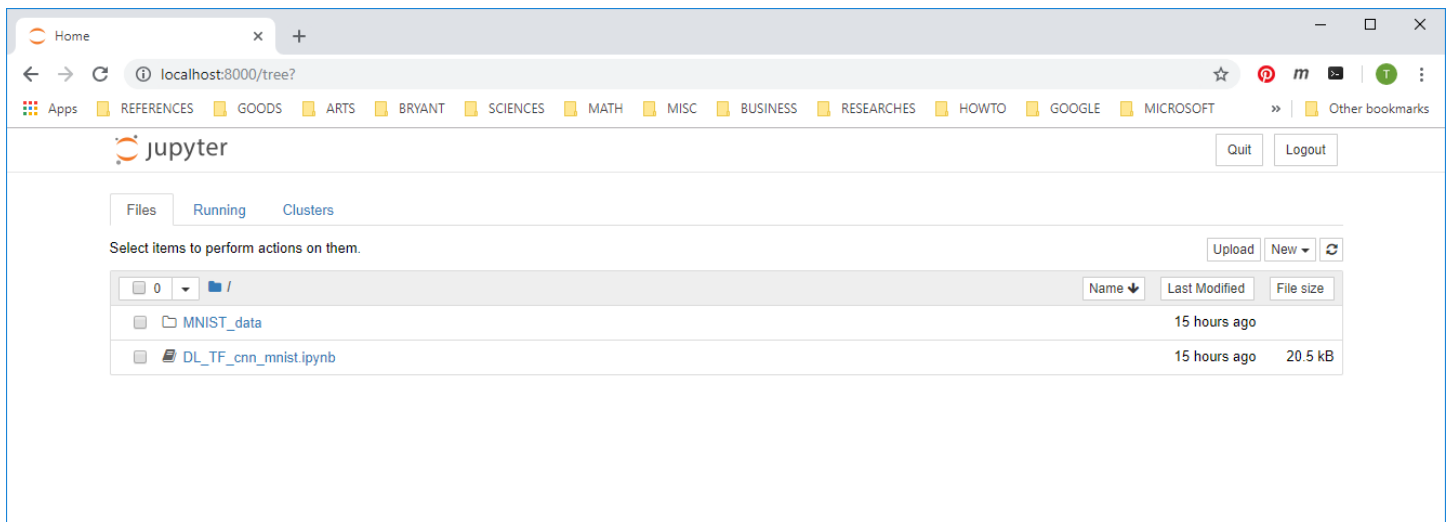 Home
localhost:8000/tree?
m T
Apps REFERENCES GOODS ARTS BRYANT SCIENCES MATH MISC BUSINESS RESEARCHES HOWTO GOOGLE MICROSOFT » Other bookmarks
jupyter Quit Logout
Files Running Clusters
Select items to perform actions on them. Upload New
0 / Name Last Modified File size
MNIST_data 15 hours ago
DL_TF_cnn_mnist.ipynb 15 hours ago 20.5 kB